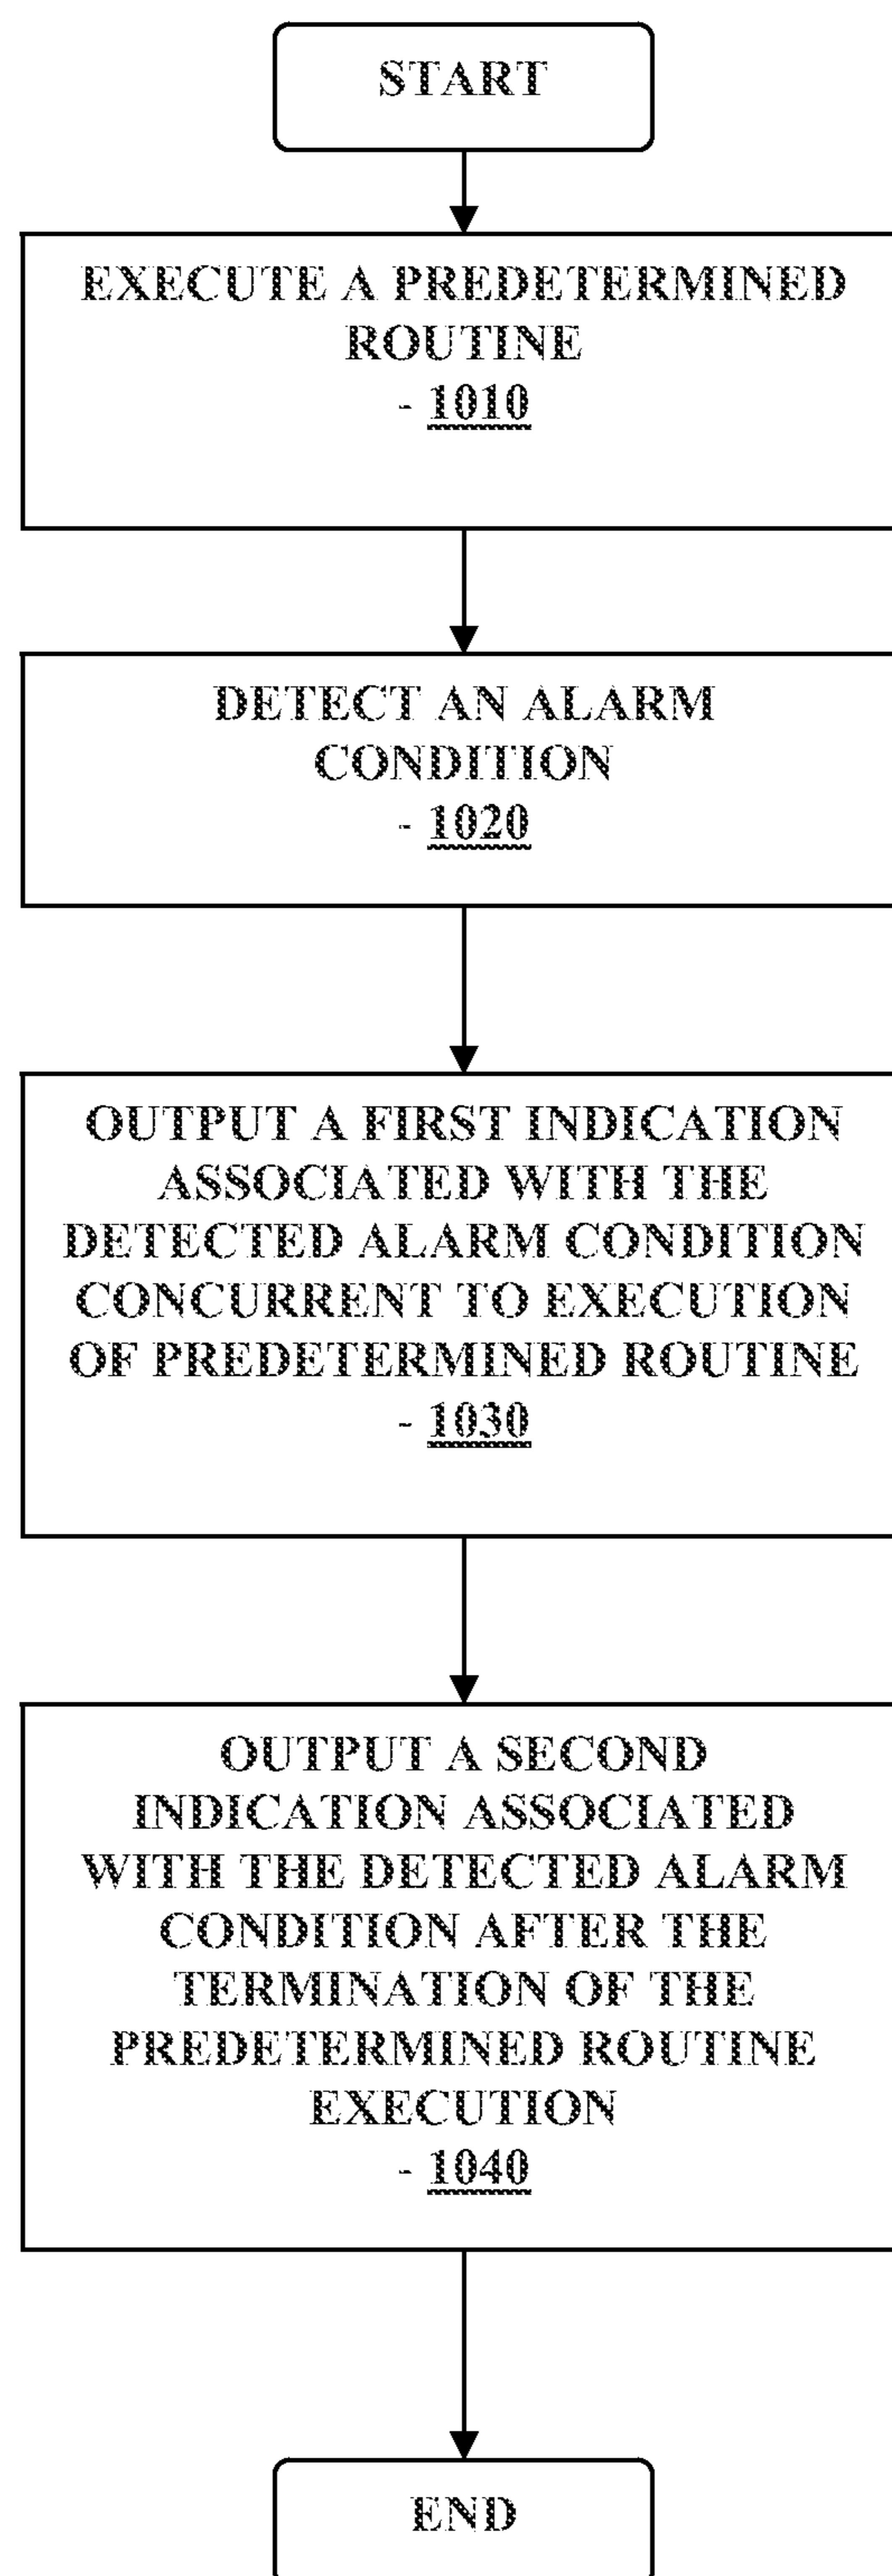 START
EXECUTE A PREDETERMINED
ROUTINE
- 1010
DETECT AN ALARM
CONDITION
- 1020
OUTPUT A FIRST INDICATION
ASSOCIATED WITH THE
DETECTED ALARM CONDITION
CONCURRENT TO EXECUTION
OF PREDETERMINED ROUTINE
- 1030
OUTPUT A SECOND
INDICATION ASSOCIATED
WITH THE DETECTED ALARM
CONDITION AFTER THE
TERMINATION OF THE
PREDETERMINED ROUTINE
EXECUTION
- 1040
END